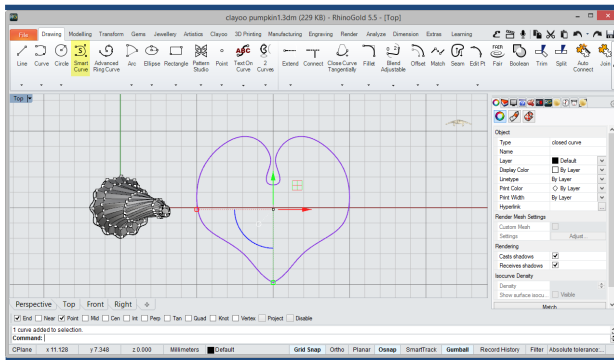 clayoo pumpkin1.3dm (229 KB) - RhinoGold 5.5 - [Top]
File Drawing Modelling Transform Gems Jewellery Artistic Clayoo 3D Printing Manufacturing Engraving Render Analyze Dimension Extras Learning
Line Curve Circle Smart Curve Advanced Ring Curve Arc Ellipse Rectangle Pattern Studio Point Text On Curve 2 Curves Extend Connect Close Curve Tangentially Fillet Blend Adjustable Offset Match Seam Edit Pt Fair Boolean Trim Split Auto Connect Join
Top
Object
Type closed curve
Name
Layer Default
Display Color By Layer
Linetype By Layer
Print Color By Layer
Print Width By Layer
Hyperlink
Render Mesh Settings
Custom Mesh
Settings Adjust...
Rendering
Casts shadows
Receives shadows
Isocurve Density
Density
Show surface isocu... Visible
Match
Perspective Top Front Right
End Near Point Mid Cen Int Perp Tan Quad Knot Vertex Project Disable
1 curve added to selection.
Command:
CPlane x 11.128 y 7.348 z 0.000 Millimeters Default Grid Snap Ortho Planar Osnap SmartTrack Gumball Record History Filter Absolute tolerance:...